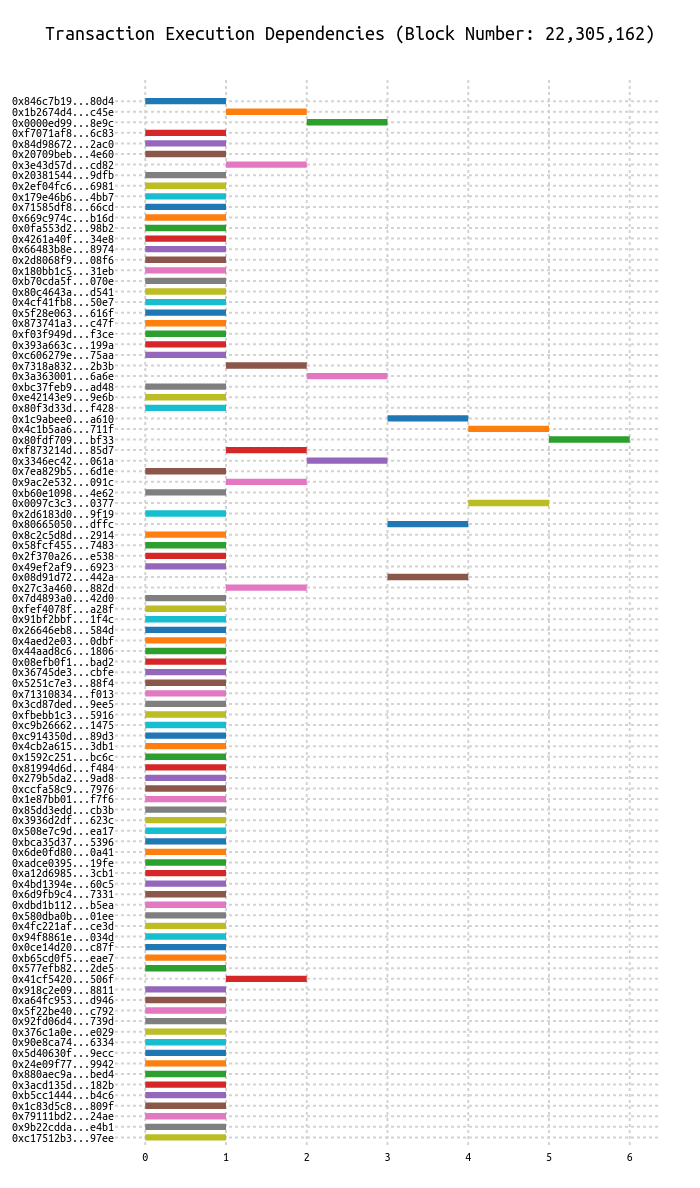 Transaction Execution Dependencies (Block Number: 22,305,162)
0x846c7b19...80d4
0x1b2674d4...c45e
0x0000ed99...8e9c
0xf7071af8...6c83
0x84d98672...2ac0
0x20709beb...4e60
0x3e43d57d...cd82
0x20381544...9dfb
0x2ef04fc6...6981
0x179e46b6...4bb7
0x71585df8...66cd
0x669c974c...b16d
0x0fa553d2...98b2
0x4261a40f...34e8
0x66483b8e...8974
0x2d8068f9...08f6
0x180bb1c5...31eb
0xb70cda5f...070e
0x80c4643a...d541
0x4cf41fb8...50e7
0x5f28e063...616f
0x873741a3...c47f
0xf03f949d...f3ce
0x393a663c...199a
0xc606279e...75aa
0x7318a832...2b3b
0x3a363001...6a6e
0xbc37feb9...ad48
0xe42143e9...9e6b
0x80f3d33d...f428
0x1c9abee0...a610
0x4c1b5aa6...711f
0x80fdf709...bf33
0xf873214d...85d7
0x3346ec42...061a
0x7ea829b5...6d1e
0x9ac2e532...091c
0xb60e1098...4e62
0x0097c3c3...0377
0x2d6183d0...9f19
0x80665050...dffc
0x8c2c5d8d...2914
0x58fcf455...7483
0x2f370a26...e538
0x49ef2af9...6923
0x08d91d72...442a
0x27c3a460...882d
0x7d4893a0...42d0
0xfef4078f...a28f
0x91bf2bbf...1f4c
0x26646eb8...584d
0x4aed2e03...0dbf
0x44aad8c6...1806
0x08efb0f1...bad2
0x36745de3...cbfe
0x5251c7e3...88f4
0x71310834...f013
0x3cd87ded...9ee5
0xfbebb1c3...5916
0xc9b26662...1475
0xc914350d...89d3
0x4cb2a615...3db1
0x1592c251...bc6c
0x81994d6d...f484
0x279b5da2...9ad8
0xccfa58c9...7976
0x1e87bb01...f7f6
0x85dd3edd...cb3b
0x3936d2df...623c
0x508e7c9d...ea17
0xbca35d37...5396
0x6de0fd80...0a41
0xadce0395...19fe
0xa12d6985...3cb1
0x4bd1394e...60c5
0x6d9fb9c4...7331
0xdbd1b112...b5ea
0x580dba0b...01ee
0x4fc221af...ce3d
0x94f8861e...034d
0x0ce14d20...c87f
0xb65cd0f5...eae7
0x577efb82...2de5
0x41cf5420...506f
0x918c2e09...8811
0xa64fc953...d946
0x5f22be40...c792
0x92fd06d4...739d
0x376c1a0e...e029
0x90e8ca74...6334
0x5d40630f...9ecc
0x24e09f77...9942
0x880aec9a...bed4
0x3acd135d...182b
0xb5cc1444...b4c6
0x1c83d5c8...809f
0x79111bd2...24ae
0x9b22cdda...e4b1
0xc17512b3...97ee
0 1 2 3 4 5 6